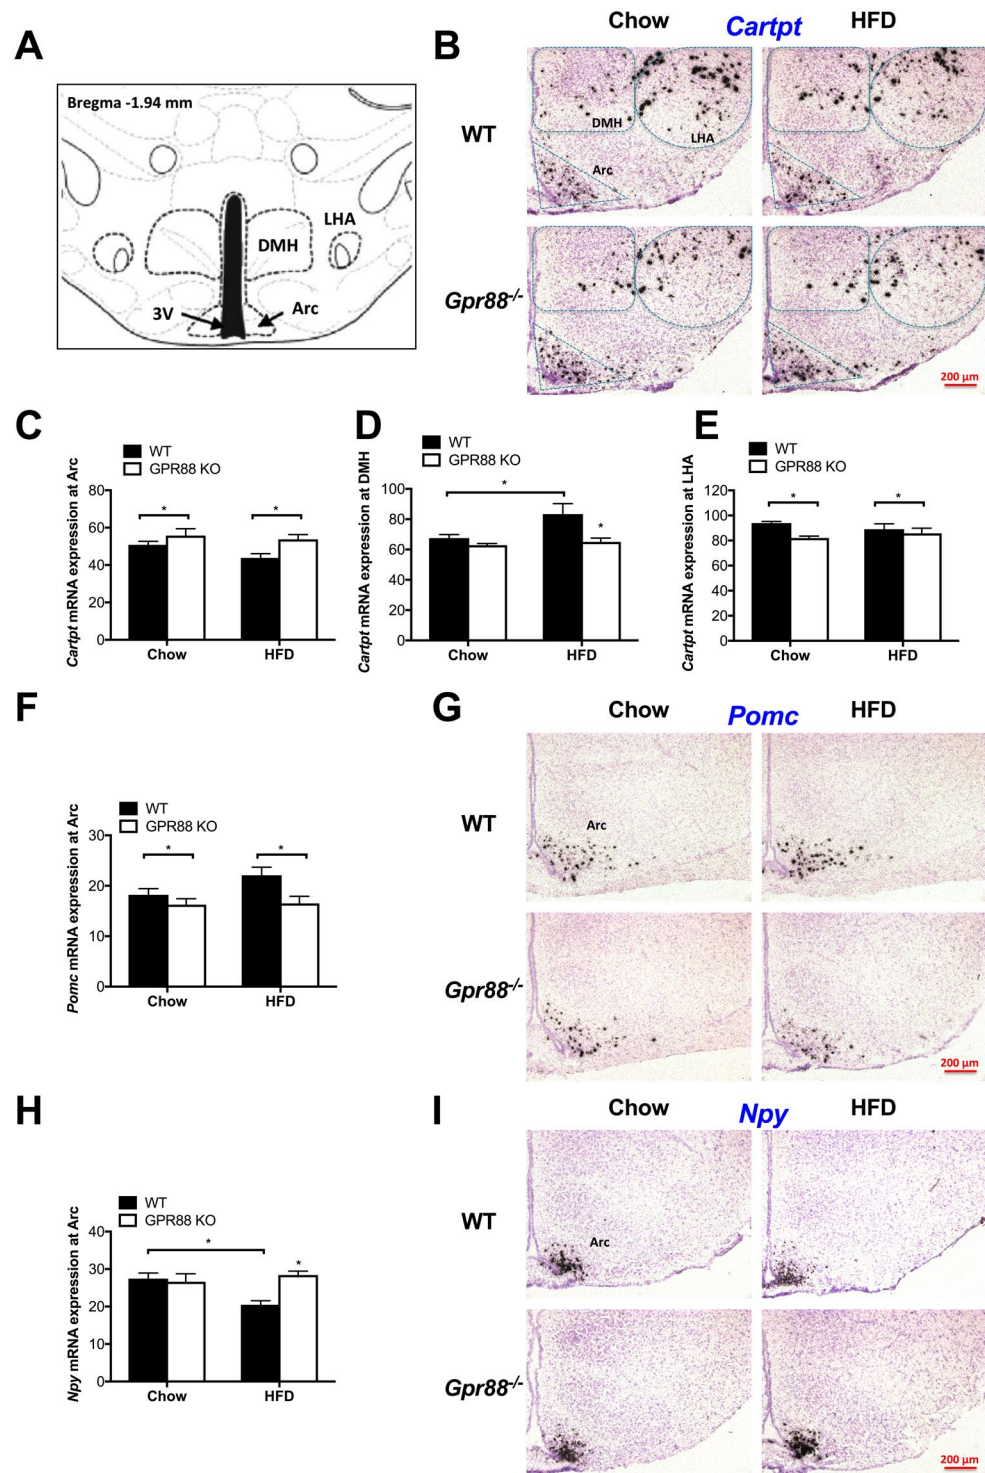 A
Bregma -1.94 mm
LHA
DMH
3V
Arc
B
Chow
Cartpt
HFD
WT
DMH
LHA
Arc
Gpr88-/-
200 μm
C
WT
GPR88 KO
Cartpt mRNA expression at Arc
80
60
40
20
0
*
*
Chow
HFD
D
WT
GPR88 KO
Cartpt mRNA expression at DMH
100
80
60
40
20
0
*
*
Chow
HFD
E
WT
GPR88 KO
Cartpt mRNA expression at LHA
120
100
80
60
40
20
0
*
*
Chow
HFD
F
WT
GPR88 KO
Pomc mRNA expression at Arc
30
20
10
0
*
*
Chow
HFD
G
Chow
Pomc
HFD
WT
Arc
Gpr88-/-
200 μm
H
WT
GPR88 KO
Npy mRNA expression at Arc
40
30
20
10
0
*
*
Chow
HFD
I
Chow
Npy
HFD
WT
Arc
Gpr88-/-
200 μm